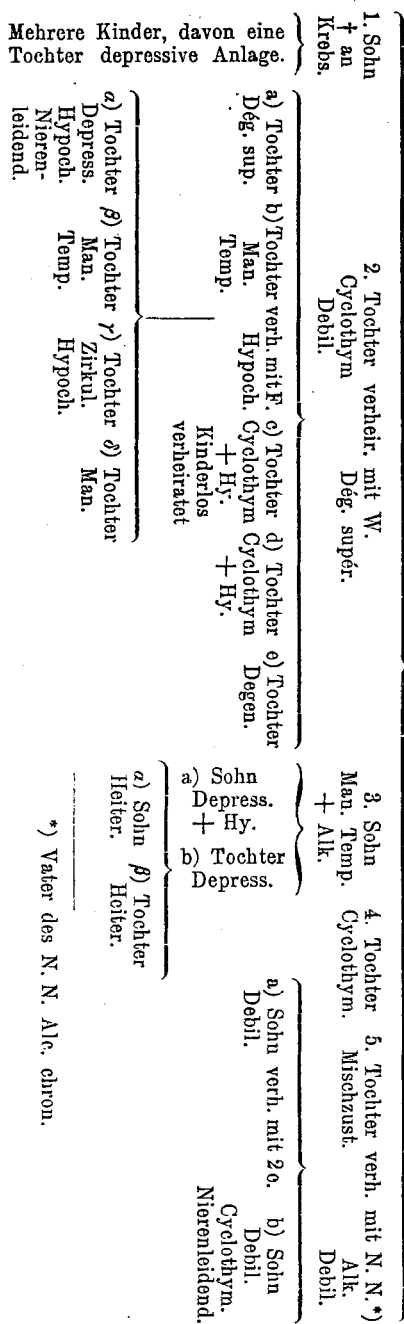 1. Sohn
† an
Krebs.
2. Tochter verheir. mit W.
Cyclothym Dég. supér.
Debil.
3. Sohn
Man. Temp.
+ Alk.
4. Tochter
Cyclothym.
5. Tochter verh. mit N. N.*)
Mischzust. Alk.
Debil.
Mehrere Kinder, davon eine
Tochter depressive Anlage.
a) Tochter
Dég. sup.
b) Tochter verh. mit F.
Man. Hypoch.
Temp.
c) Tochter
Cyclothym
+ Hy.
Kinderlos
verheiratet
d) Tochter
Cyclothym
+ Hy.
e) Tochter
Degen.
a) Sohn
Depress.
+ Hy.
b) Tochter
Depress.
a) Sohn verh. mit 2c.
Debil.
b) Sohn
Debil.
Cyclothym.
Nierenleidend.
α) Tochter
Depress.
Hypoch.
Nieren-
leidend.
β) Tochter
Man.
Temp.
γ) Tochter
Zirkul.
Hypoch.
δ) Tochter
Man.
α) Sohn
Heiter.
β) Tochter
Heiter.
*) Vater des N. N. Alc. chron.